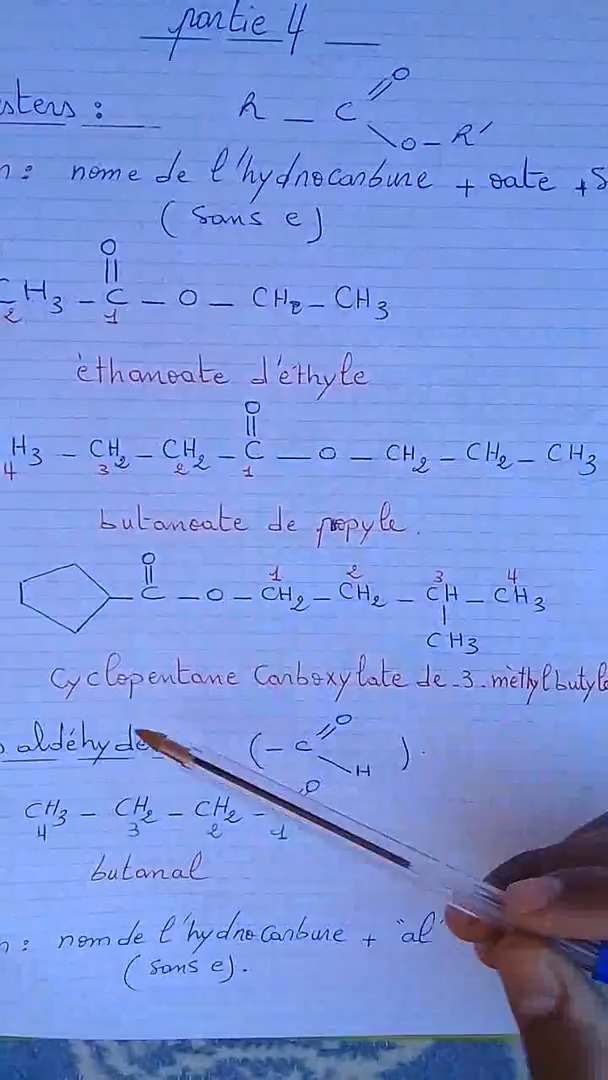 partie 4
sters :
R - C
O
O - R'
n : nome de l'hydrocarbure + oate + s
(sans e)
O
CH3 - C - O - CH2 - CH3
2 1
éthanoate d'éthyle
O
H3 - CH2 - CH2 - C - O - CH2 - CH2 - CH3
4 3 2 1
butanoate de propyle.
O
1 2 3 4
C - O - CH2 - CH2 - CH - CH3
CH3
Cyclopentane Carboxylate de -3-méthylbutyle
aldéhyde (- C
O
H ).
O
CH3 - CH2 - CH2 -
4 3 2 1
butanal
n : nom de l'hydrocarbure + "al"
(sans e).